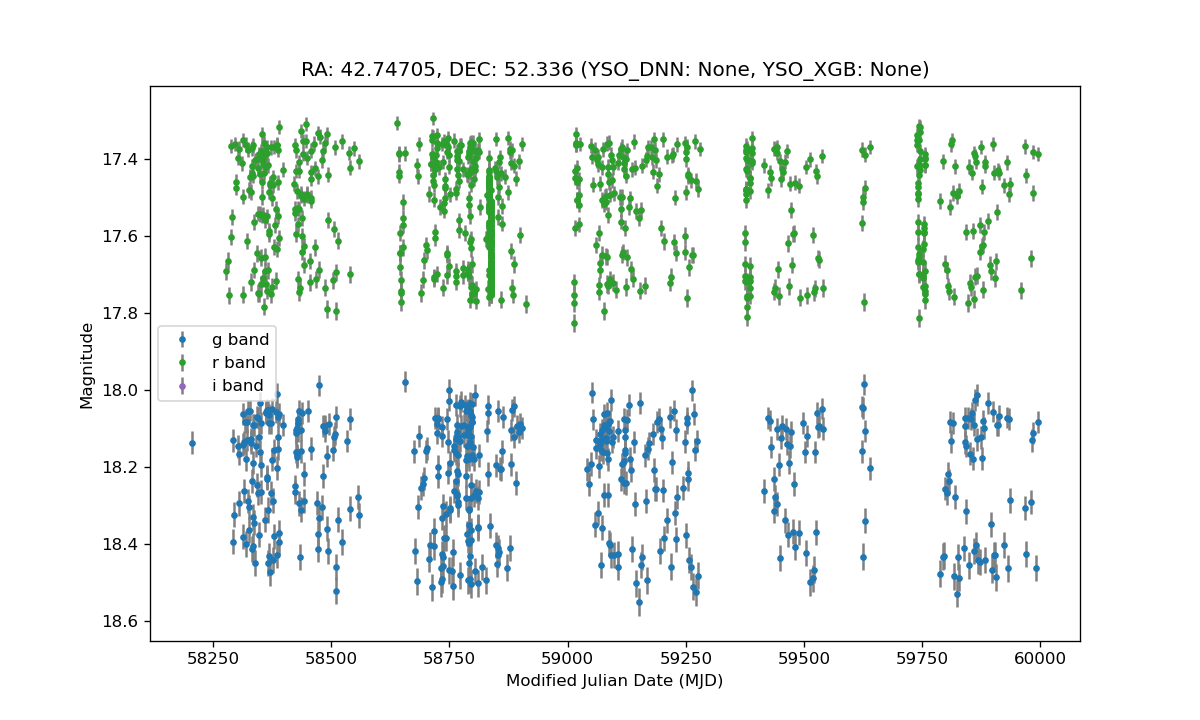 RA: 42.74705, DEC: 52.336 (YSO_DNN: None, YSO_XGB: None)
17.4
17.6
17.8
18.0
18.2
18.4
18.6
Magnitude
g band
r band
i band
58250 58500 58750 59000 59250 59500 59750 60000
Modified Julian Date (MJD)